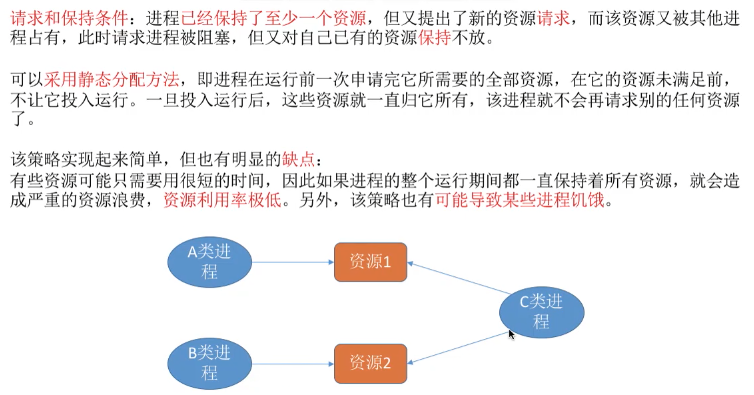 请求和保持条件：进程已经保持了至少一个资源，但又提出了新的资源请求，而该资源又被其他进
程占有，此时请求进程被阻塞，但又对自己已有的资源保持不放。
可以采用静态分配方法，即进程在运行前一次申请完它所需要的全部资源，在它的资源未满足前，
不让它投入运行。一旦投入运行后，这些资源就一直归它所有，该进程就不会再请求别的任何资源
了。
该策略实现起来简单，但也有明显的缺点：
有些资源可能只需要用很短的时间，因此如果进程的整个运行期间都一直保持着所有资源，就会造
成严重的资源浪费，资源利用率极低。另外，该策略也有可能导致某些进程饥饿。
A类进
程
资源1
C类进
程
B类进
程
资源2